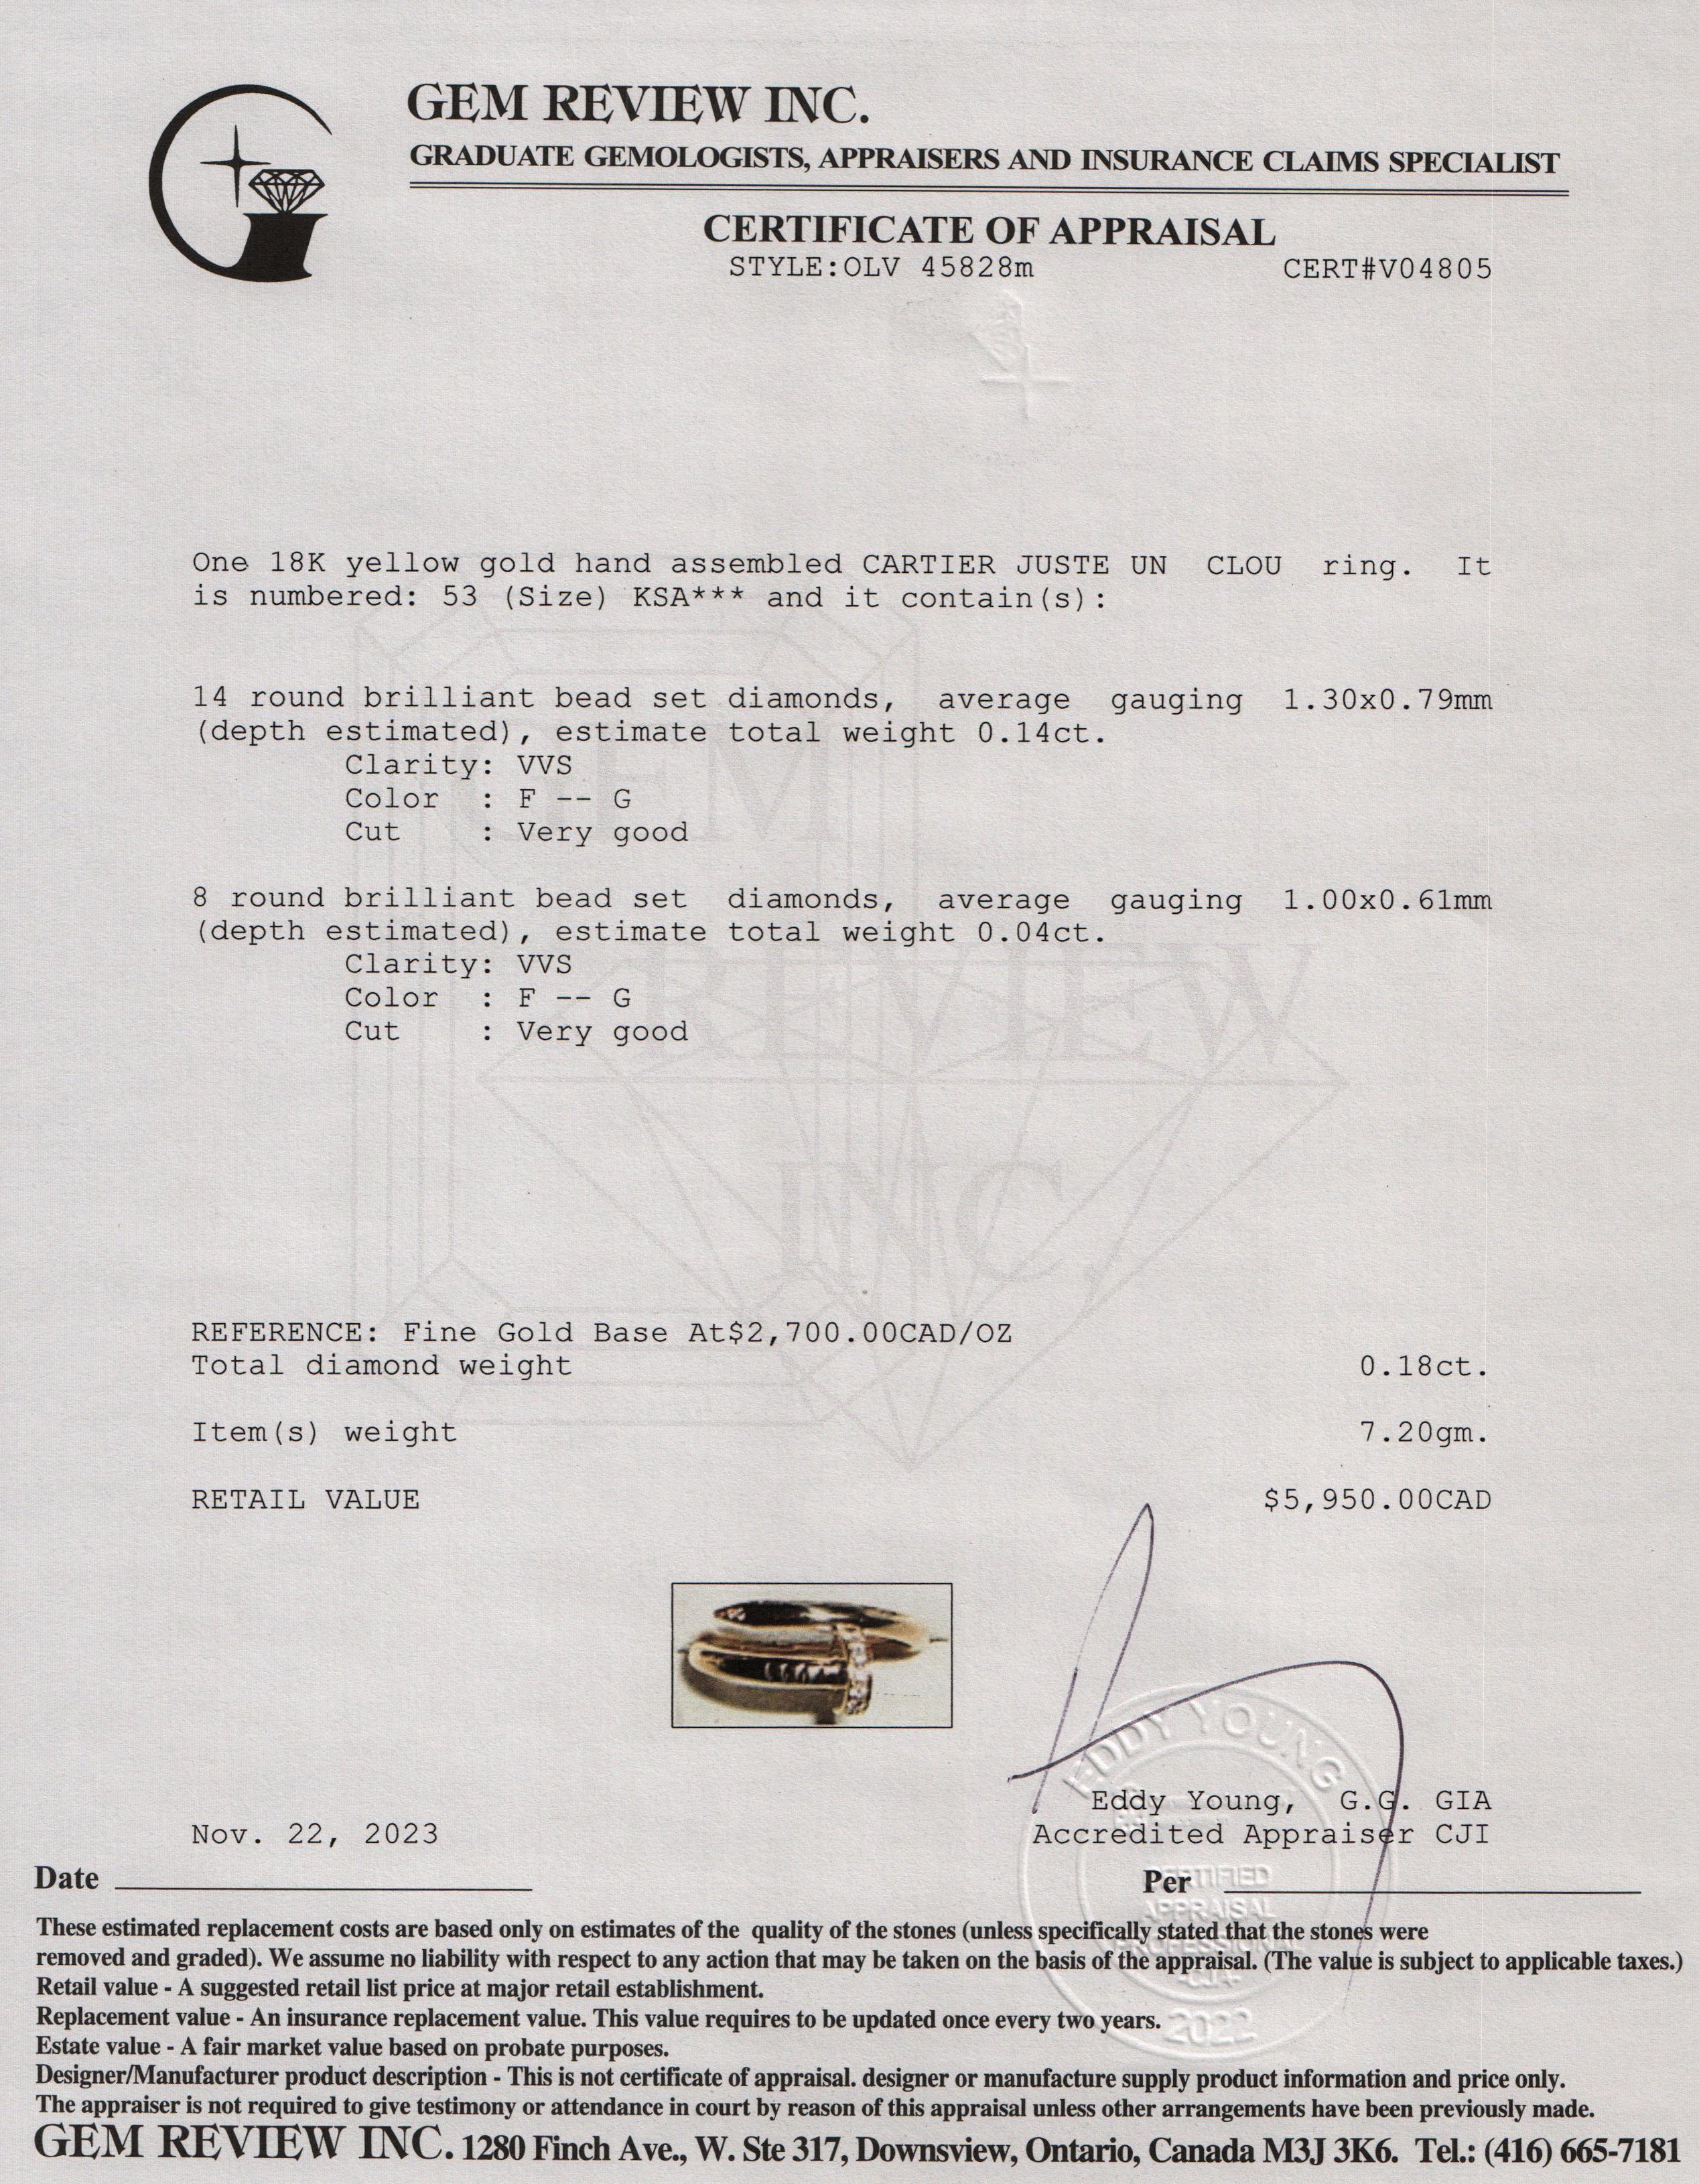 GEM REVIEW INC.
GRADUATE GEMOLOGISTS, APPRAISERS AND INSURANCE CLAIMS SPECIALIST
CERTIFICATE OF APPRAISAL
STYLE:OLV 45828m CERT#V04805
One 18K yellow gold hand assembled CARTIER JUSTE UN CLOU ring. It
is numbered: 53 (Size) KSA*** and it contain(s):
14 round brilliant bead set diamonds, average gauging 1.30x0.79mm
(depth estimated), estimate total weight 0.14ct.
Clarity: VVS
Color : F -- G
Cut : Very good
8 round brilliant bead set diamonds, average gauging 1.00x0.61mm
(depth estimated), estimate total weight 0.04ct.
Clarity: VVS
Color : F -- G
Cut : Very good
GEM
REVIEW
INC.
REFERENCE: Fine Gold Base At$2,700.00CAD/OZ
Total diamond weight 0.18ct.
Item(s) weight 7.20gm.
RETAIL VALUE $5,950.00CAD
EDDY YOUNG
Eddy Young, G.G. GIA
Nov. 22, 2023 Accredited Appraiser CJI
Date Per
CERTIFIED
APPRAISAL
PROFESSIONAL
2022
These estimated replacement costs are based only on estimates of the quality of the stones (unless specifically stated that the stones were
removed and graded). We assume no liability with respect to any action that may be taken on the basis of the appraisal. (The value is subject to applicable taxes.)
Retail value - A suggested retail list price at major retail establishment.
Replacement value - An insurance replacement value. This value requires to be updated once every two years.
Estate value - A fair market value based on probate purposes.
Designer/Manufacturer product description - This is not certificate of appraisal. designer or manufacture supply product information and price only.
The appraiser is not required to give testimony or attendance in court by reason of this appraisal unless other arrangements have been previously made.
GEM REVIEW INC. 1280 Finch Ave., W. Ste 317, Downsview, Ontario, Canada M3J 3K6. Tel.: (416) 665-7181